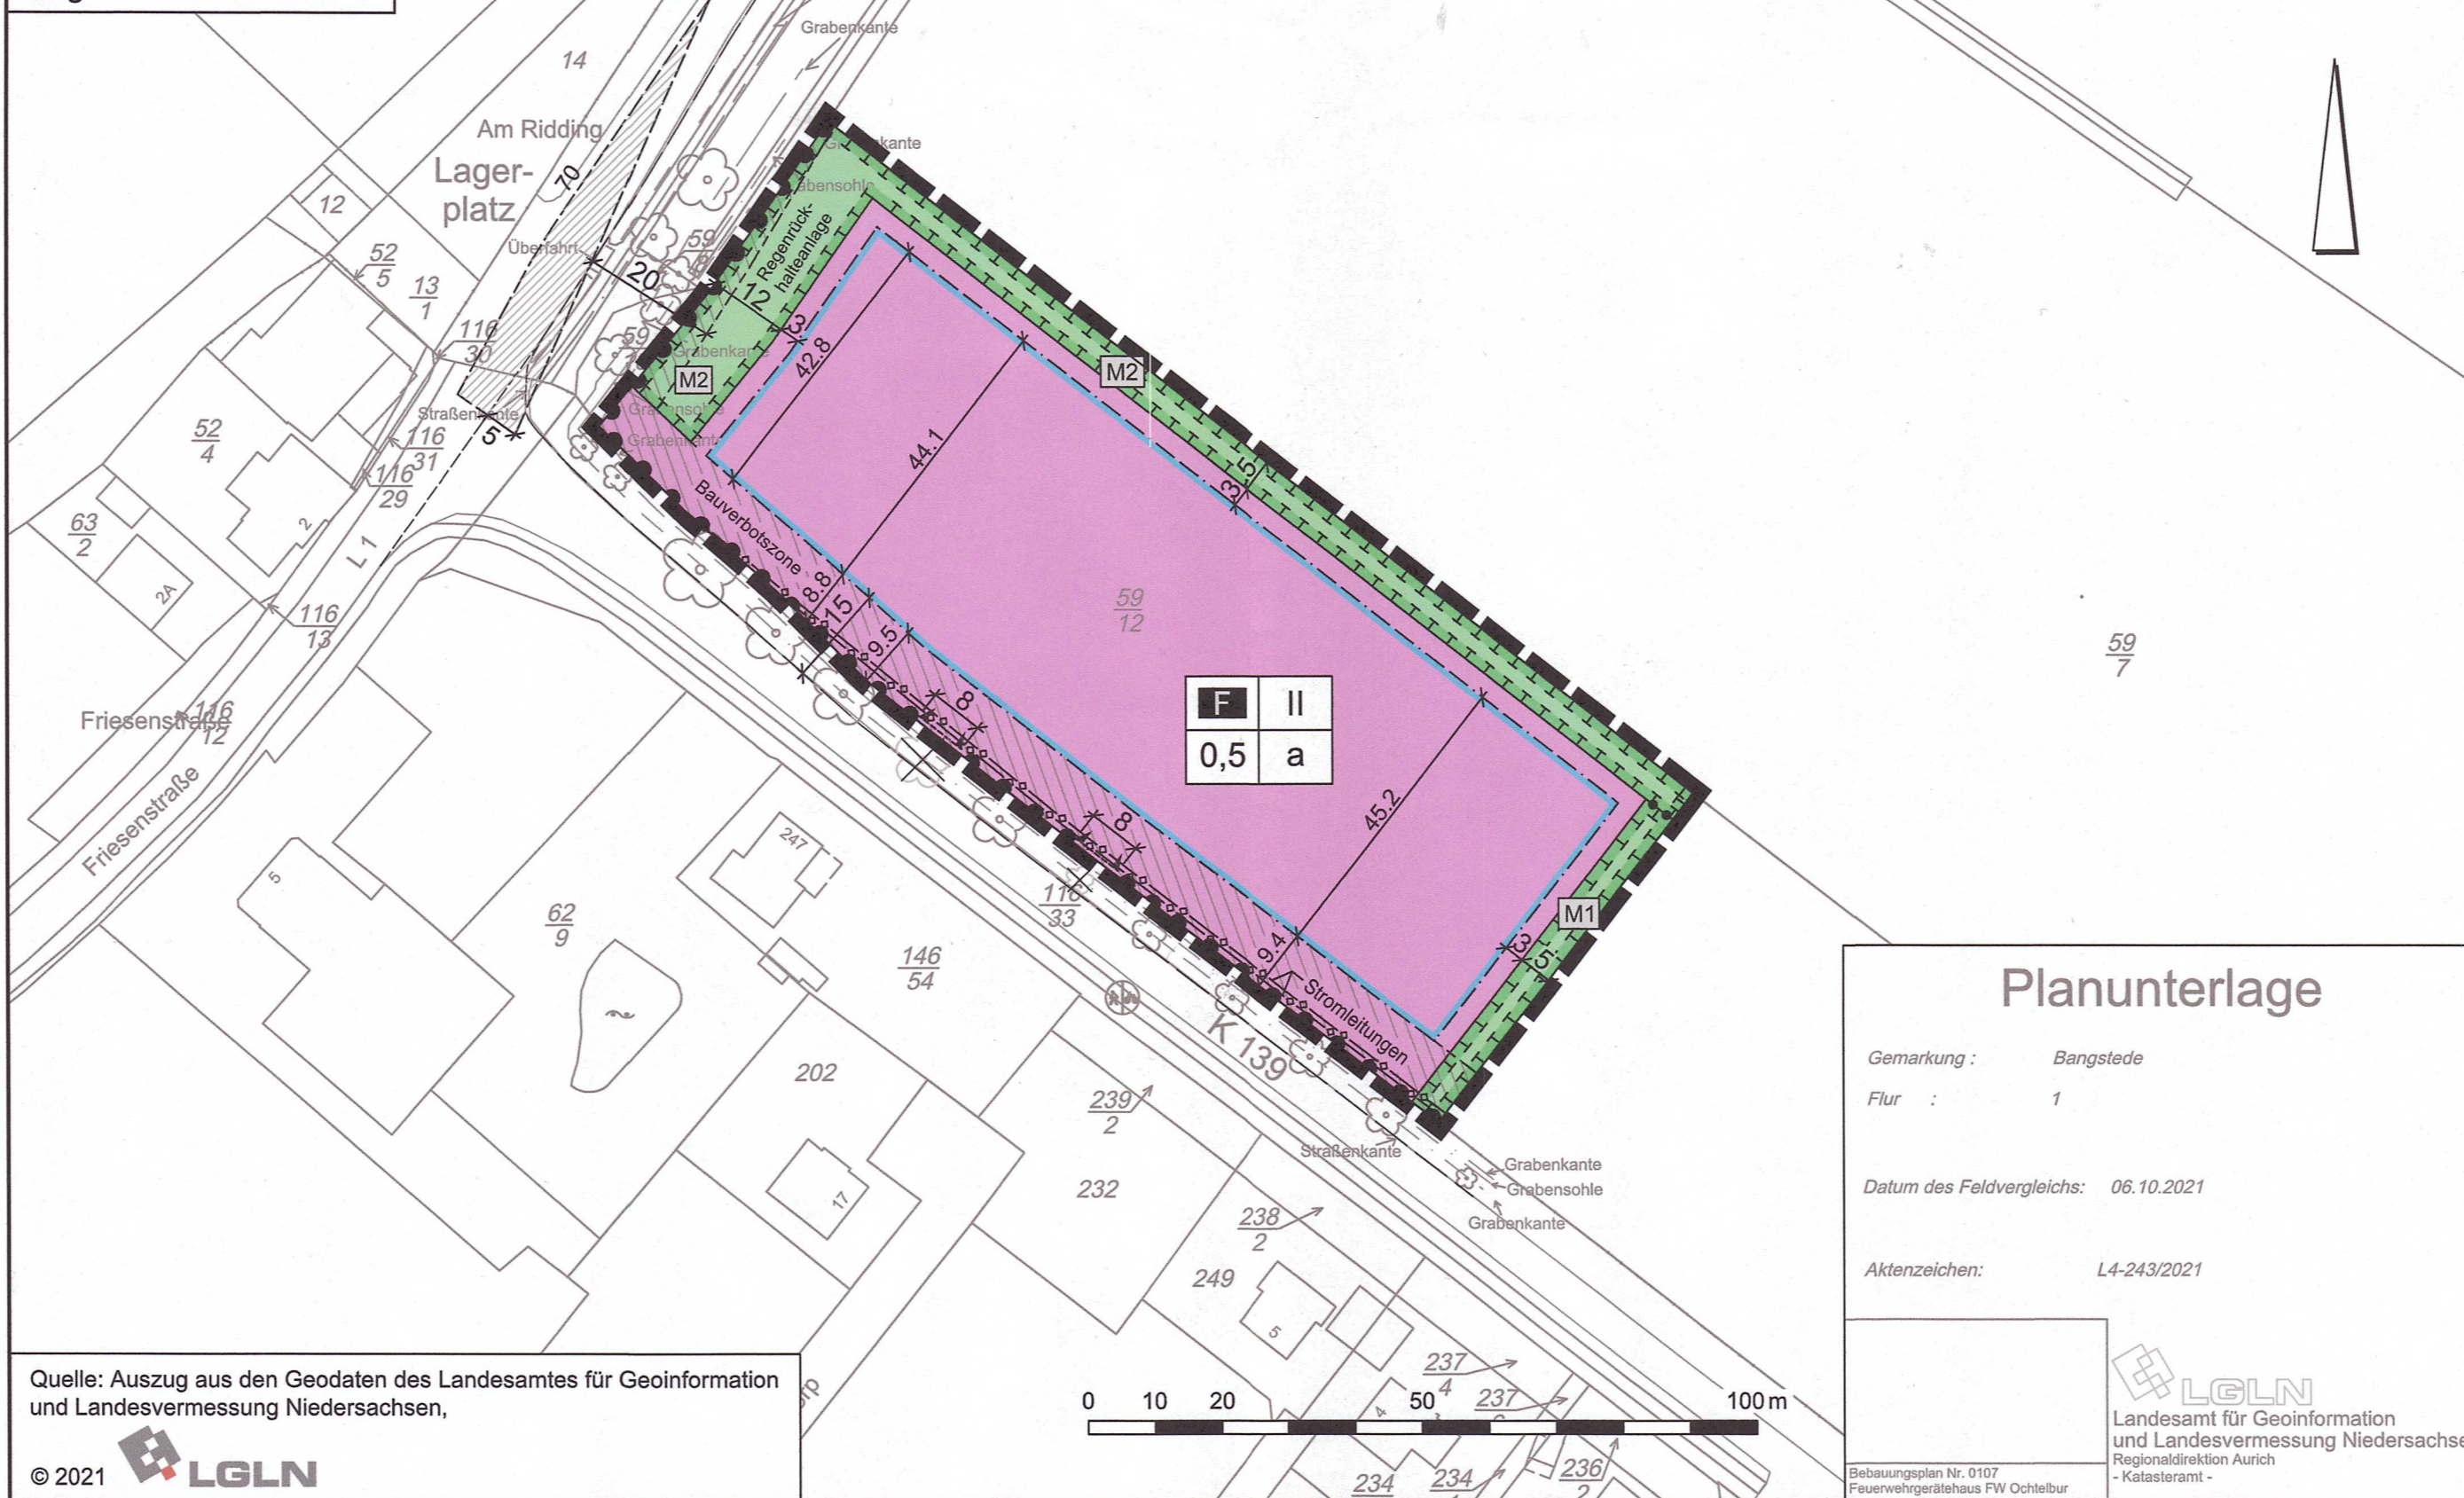 Grabenkante
14
Am Ridding
Lager-
platz
70
Grabensohle
12
Überfahrt
59
20
Regenrück-
halteanlage
12
3
52
5
13
1
116
30
59
Grabenkante
42.8
M2
M2
Straßenkante
5
Grabensohle
Grabenkante
52
4
116
31
116
29
44.1
5
3
Bauverbotszone
63
2
2
L 1
2A
8.8
15
9.5
59
12
116
13
59
7
8
F II
0,5 a
116
12
Friesenstraße
Friesenstraße
45.2
8
247
5
M1
116
33
62
9
9.4
3
5
146
54
Stromleitungen
K 139
202
239
2
17
232
Straßenkante
Grabenkante
Grabensohle
Grabenkante
238
2
249
5
237
4
237
4
234
234
236
2
0 10 20 50 100 m
Planunterlage
Gemarkung : Bangstede
Flur : 1
Datum des Feldvergleichs: 06.10.2021
Aktenzeichen: L4-243/2021
LGLN
Landesamt für Geoinformation
und Landesvermessung Niedersachse
Regionaldirektion Aurich
- Katasteramt -
Bebauungsplan Nr. 0107
Feuerwehrgerätehaus FW Ochtelbur
Quelle: Auszug aus den Geodaten des Landesamtes für Geoinformation
und Landesvermessung Niedersachsen,
© 2021 LGLN